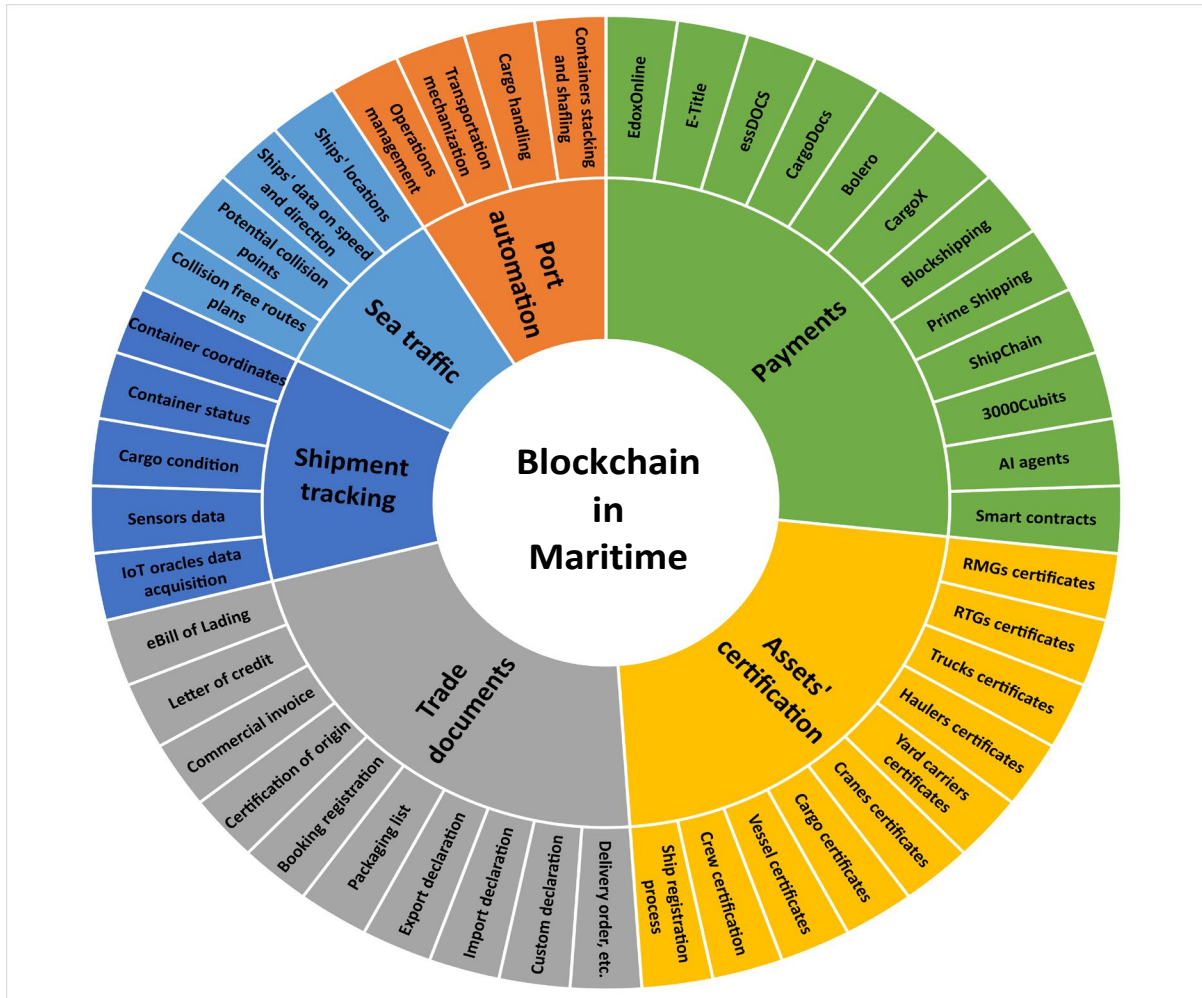 Blockchain
in
Maritime
Payments
EdoxOnline
E-Title
essDOCS
CargoDocs
Bolero
CargoX
Blockshipping
Prime Shipping
ShipChain
3000Cubits
AI agents
Smart contracts
Assets'
certification
RMGs certificates
RTGs certificates
Trucks certificates
Haulers certificates
Yard carriers
certificates
Cranes certificates
Cargo certificates
Vessel certificates
Crew certification
Ship registration
process
Trade
documents
Delivery order, etc.
Custom declaration
Import declaration
Export declaration
Packaging list
Booking registration
Certification of origin
Commercial invoice
Letter of credit
eBill of Lading
Shipment
tracking
IoT oracles data
acquisition
Sensors data
Cargo condition
Container status
Container coordinates
Sea traffic
Collision free routes
plans
Potential collision
points
Ships' data on speed
and direction
Ships' locations
Port
automation
Operations
management
Transportation
mechanization
Cargo handling
Containers stacking
and shafling